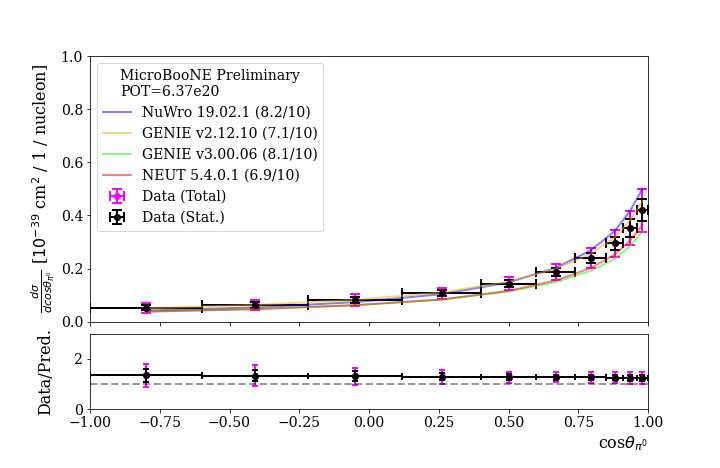 1.0
0.8
0.6
0.4
0.2
0.0
dσ/dcosθ_π⁰ [10⁻³⁹ cm² / 1 / nucleon]
MicroBooNE Preliminary
POT=6.37e20
NuWro 19.02.1 (8.2/10)
GENIE v2.12.10 (7.1/10)
GENIE v3.00.06 (8.1/10)
NEUT 5.4.0.1 (6.9/10)
Data (Total)
Data (Stat.)
2
0
Data/Pred.
−1.00 −0.75 −0.50 −0.25 0.00 0.25 0.50 0.75 1.00
cosθ_π⁰